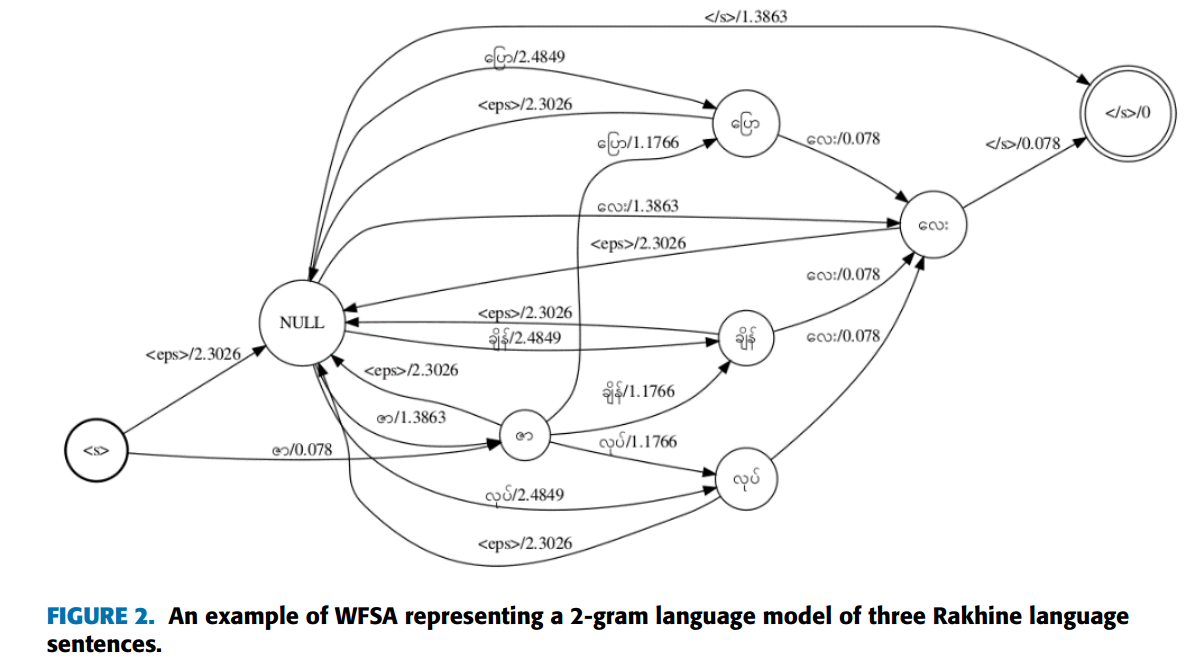 </s>/1.3863
ပြော/2.4849
<eps>/2.3026
ပြော
</s>/0
ပြော/1.1766
လေး/0.078
</s>/0.078
လေး/1.3863
လေး
<eps>/2.3026
လေး/0.078
<eps>/2.3026
NULL
ချိန်
ချိန်/2.4849
လေး/0.078
<eps>/2.3026
<eps>/2.3026
ချိန်/1.1766
ဇာ/1.3863
ဇာ
လုပ်/1.1766
<s>
ဇာ/0.078
လုပ်
လုပ်/2.4849
<eps>/2.3026
FIGURE 2. An example of WFSA representing a 2-gram language model of three Rakhine language
sentences.